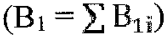 (B₁ = ∑ B₁ᵢ)